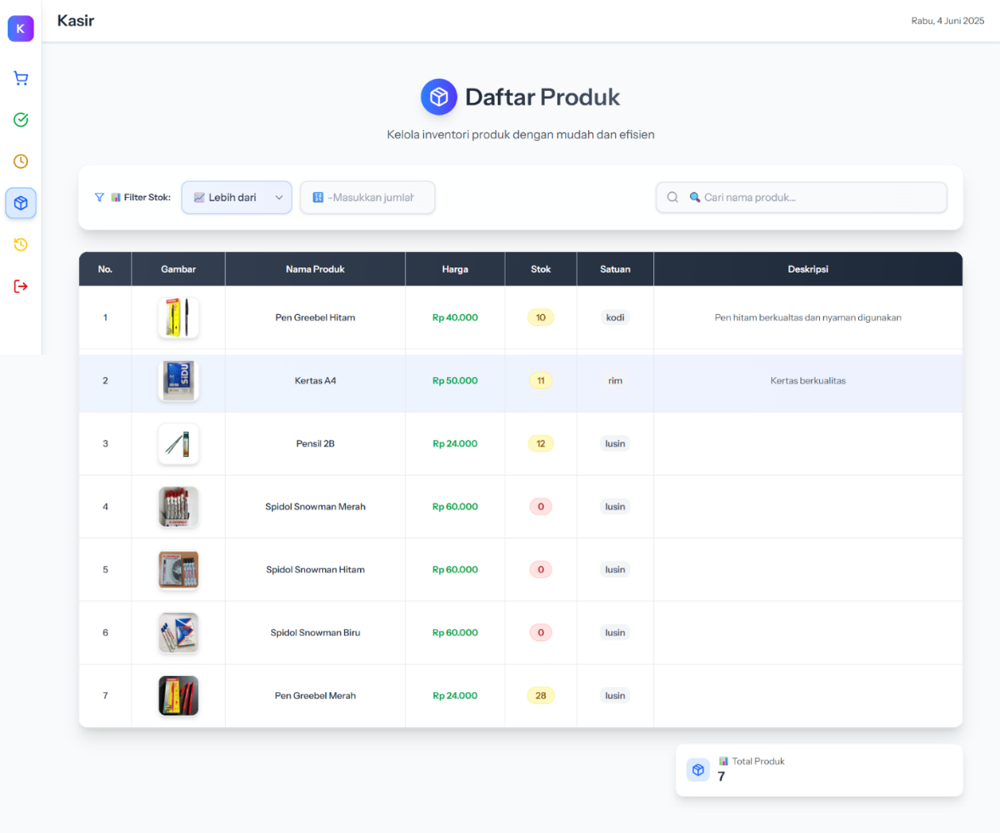 K
Kasir
Rabu, 4 Juni 2025
Daftar Produk
Kelola inventori produk dengan mudah dan efisien
Filter Stok:
Lebih dari
-Masukkan jumlah
Cari nama produk...
No. Gambar Nama Produk Harga Stok Satuan Deskripsi
1 Pen Greebel Hitam Rp 40.000 10 kodi Pen hitam berkualtas dan nyaman digunakan
2 SiDU Kertas A4 Rp 50.000 11 rim Kertas berkualitas
3 Pensil 2B Rp 24.000 12 lusin
4 Spidol Snowman Merah Rp 60.000 0 lusin
5 Spidol Snowman Hitam Rp 60.000 0 lusin
6 Spidol Snowman Biru Rp 60.000 0 lusin
7 Pen Greebel Merah Rp 24.000 28 lusin
Total Produk
7